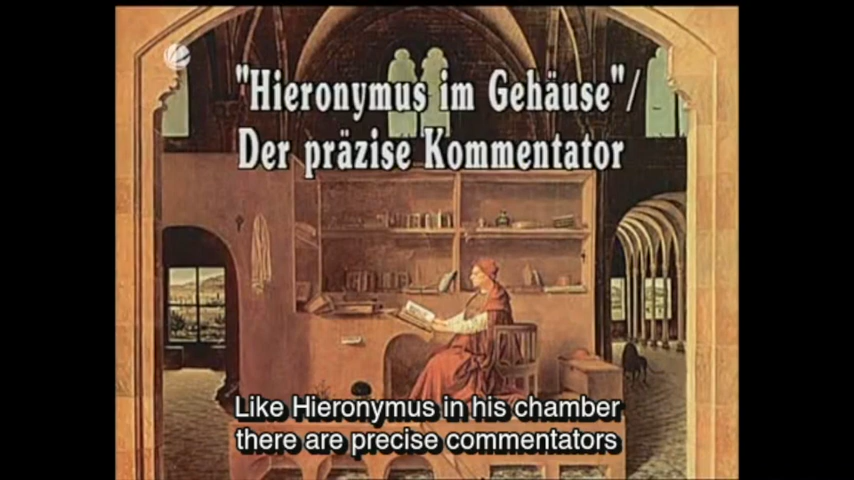 "Hieronymus im Gehäuse"/
Der präzise Kommentator
Like Hieronymus in his chamber
there are precise commentators